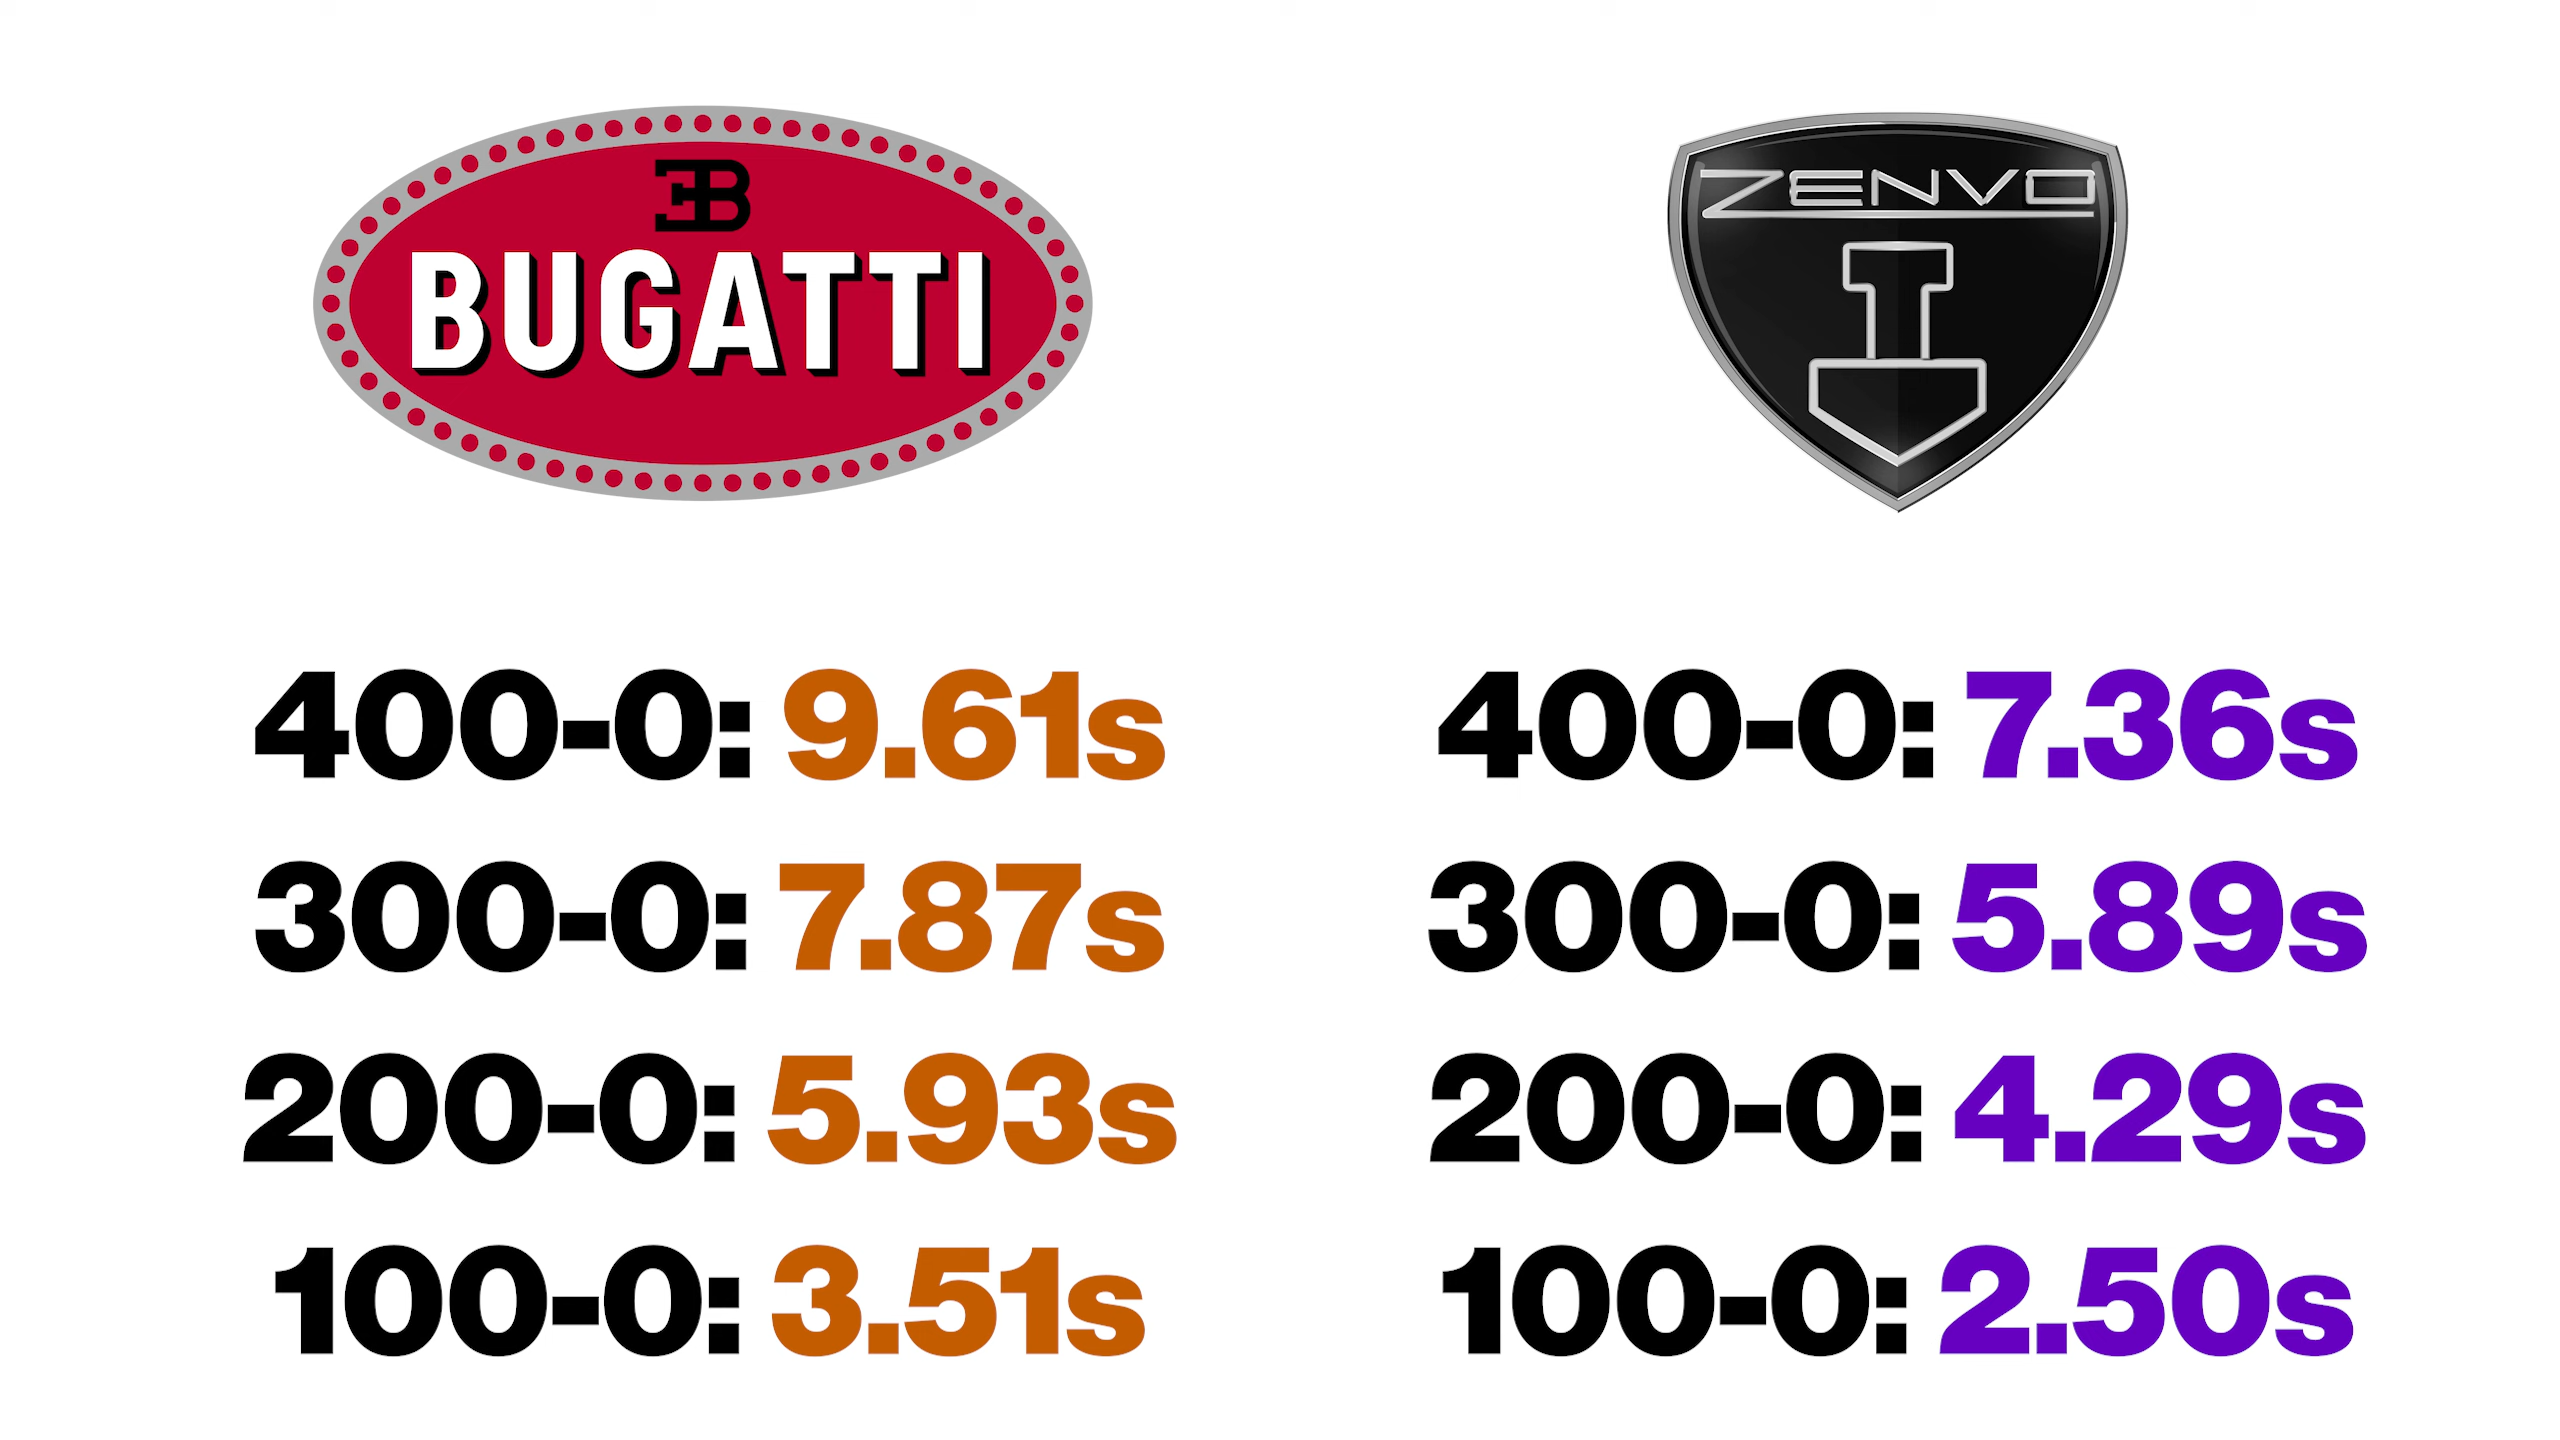 EB
BUGATTI
400-0: 9.61s
300-0: 7.87s
200-0: 5.93s
100-0: 3.51s
ZENVO
400-0: 7.36s
300-0: 5.89s
200-0: 4.29s
100-0: 2.50s